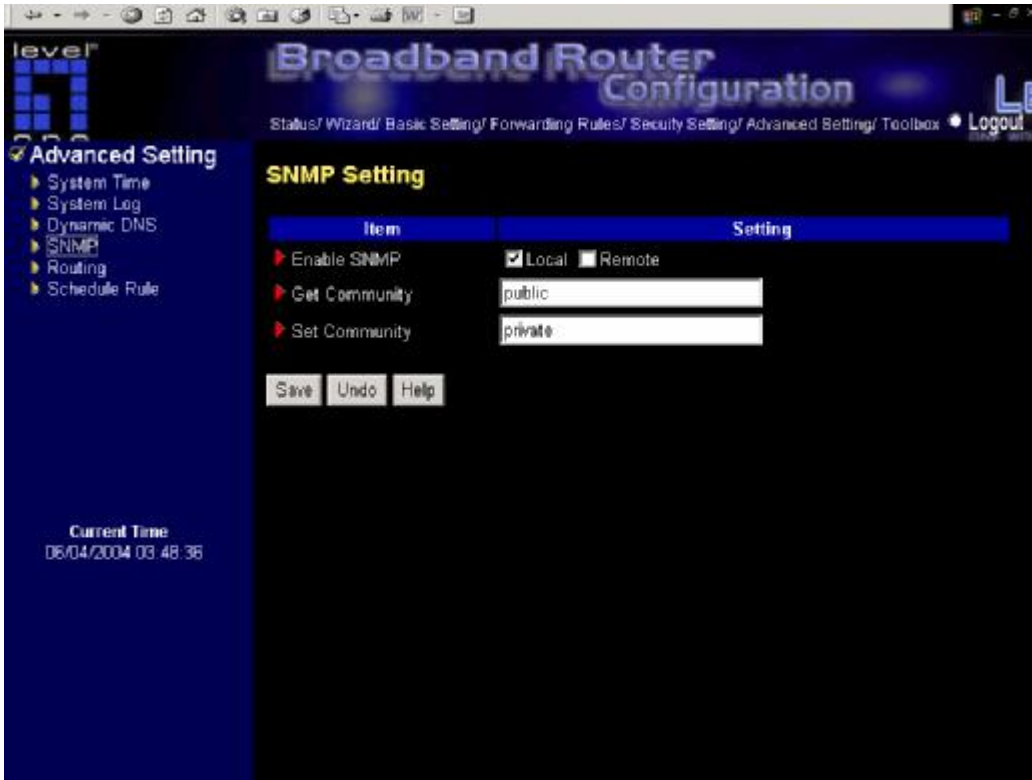 level
Broadband Router
Configuration
Status/ Wizard/ Basic Setting/ Forwarding Rules/ Security Setting/ Advanced Setting/ Toolbox
Logout
Advanced Setting
System Time
System Log
Dynamic DNS
SNMP
Routing
Schedule Rule
Current Time
06/04/2004 03:48:36
SNMP Setting
Item Setting
Enable SNMP Local Remote
Get Community public
Set Community private
Save Undo Help